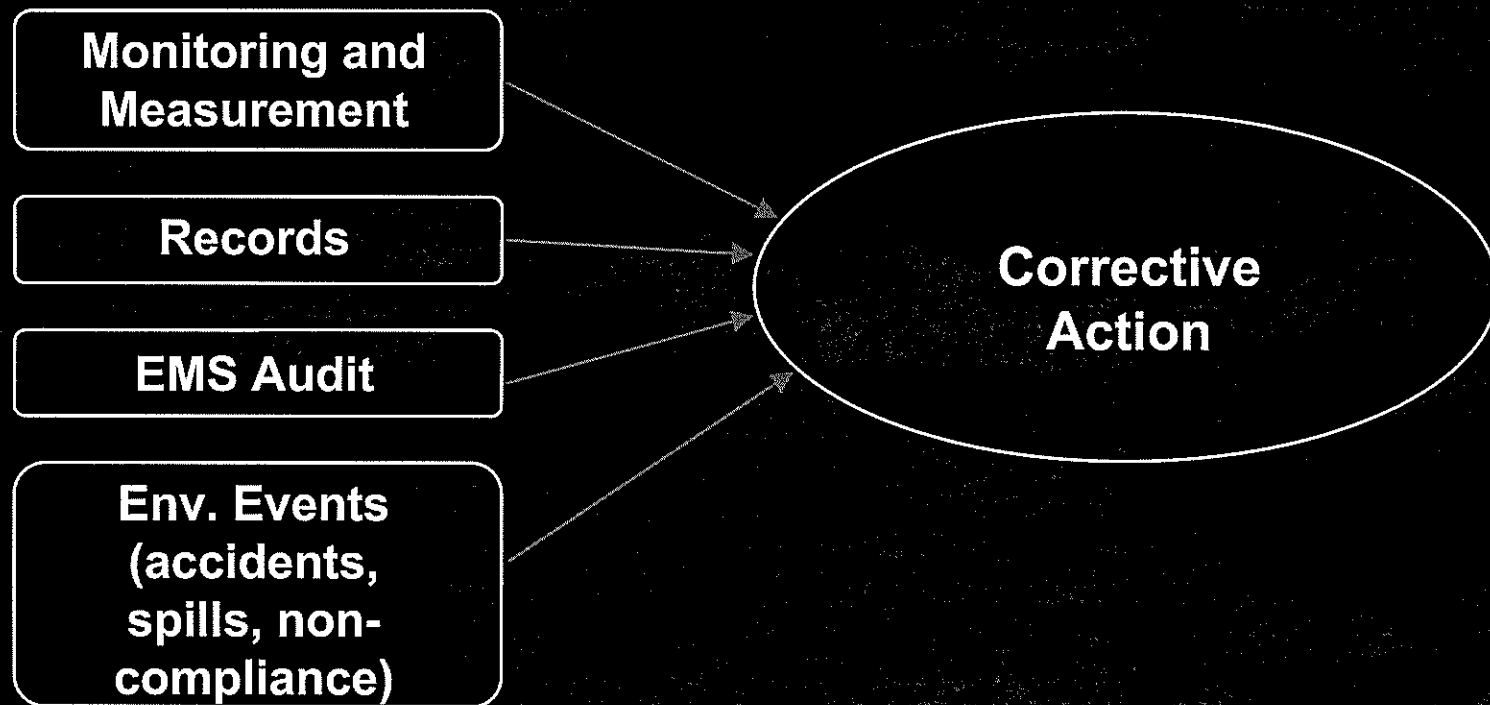 Monitoring and
Measurement
Records
EMS Audit
Env. Events
(accidents,
spills, non-
compliance)
Corrective
Action